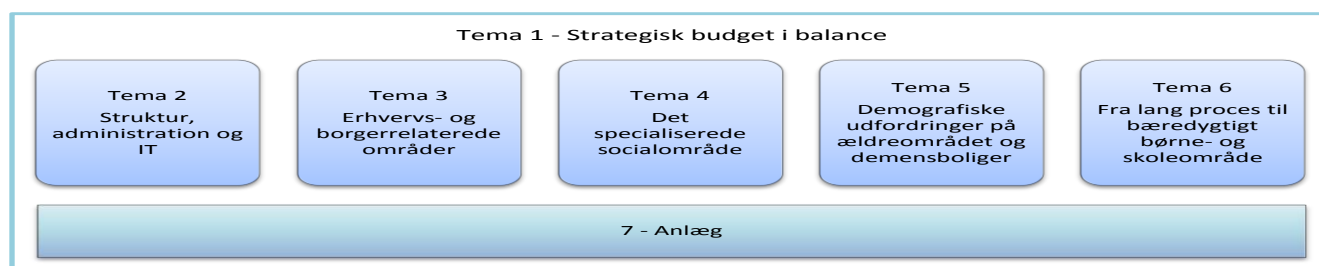 Tema 1 - Strategisk budget i balance
Tema 2
Struktur,
administration og
IT
Tema 3
Erhvervs- og
borgerrelaterede
områder
Tema 4
Det
specialiserede
socialområde
Tema 5
Demografiske
udfordringer på
ældreområdet og
demensboliger
Tema 6
Fra lang proces til
bæredygtigt
børne- og
skoleområde
7 - Anlæg